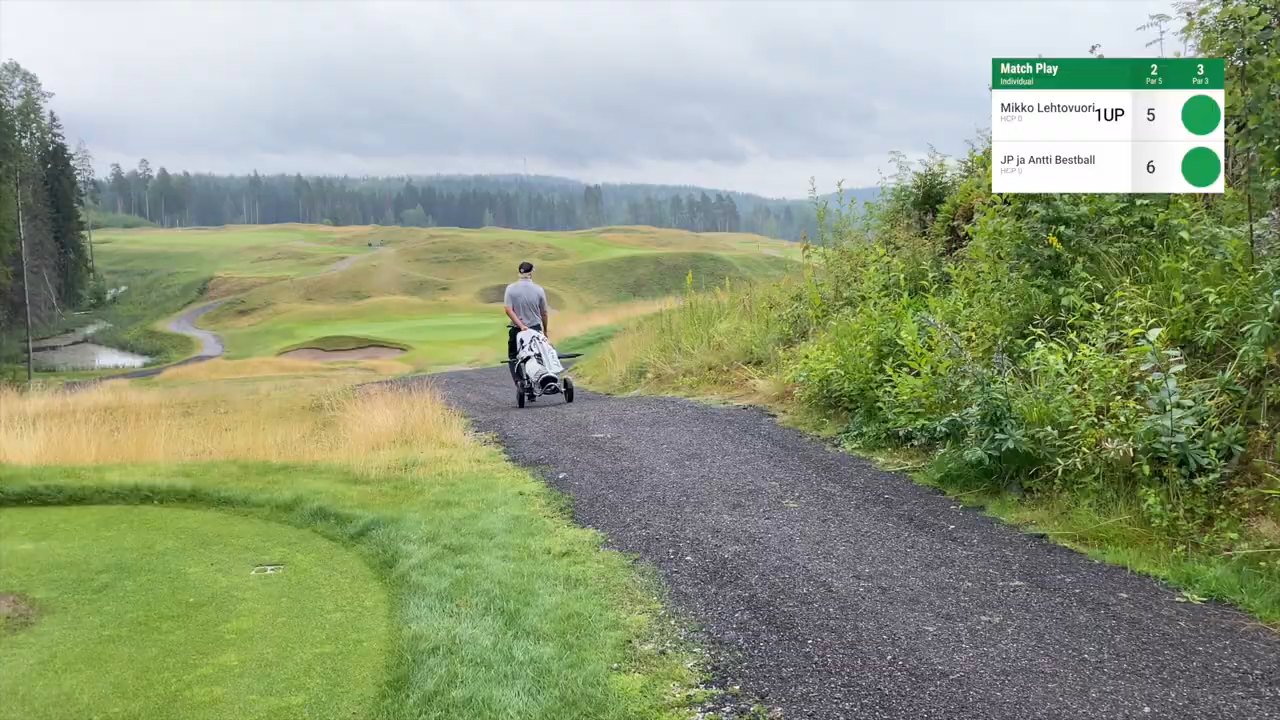 Match Play 2 3
Individual Par 5 Par 3
Mikko Lehtovuori 1UP 5
HCP 0
JP ja Antti Bestball 6
HCP 0